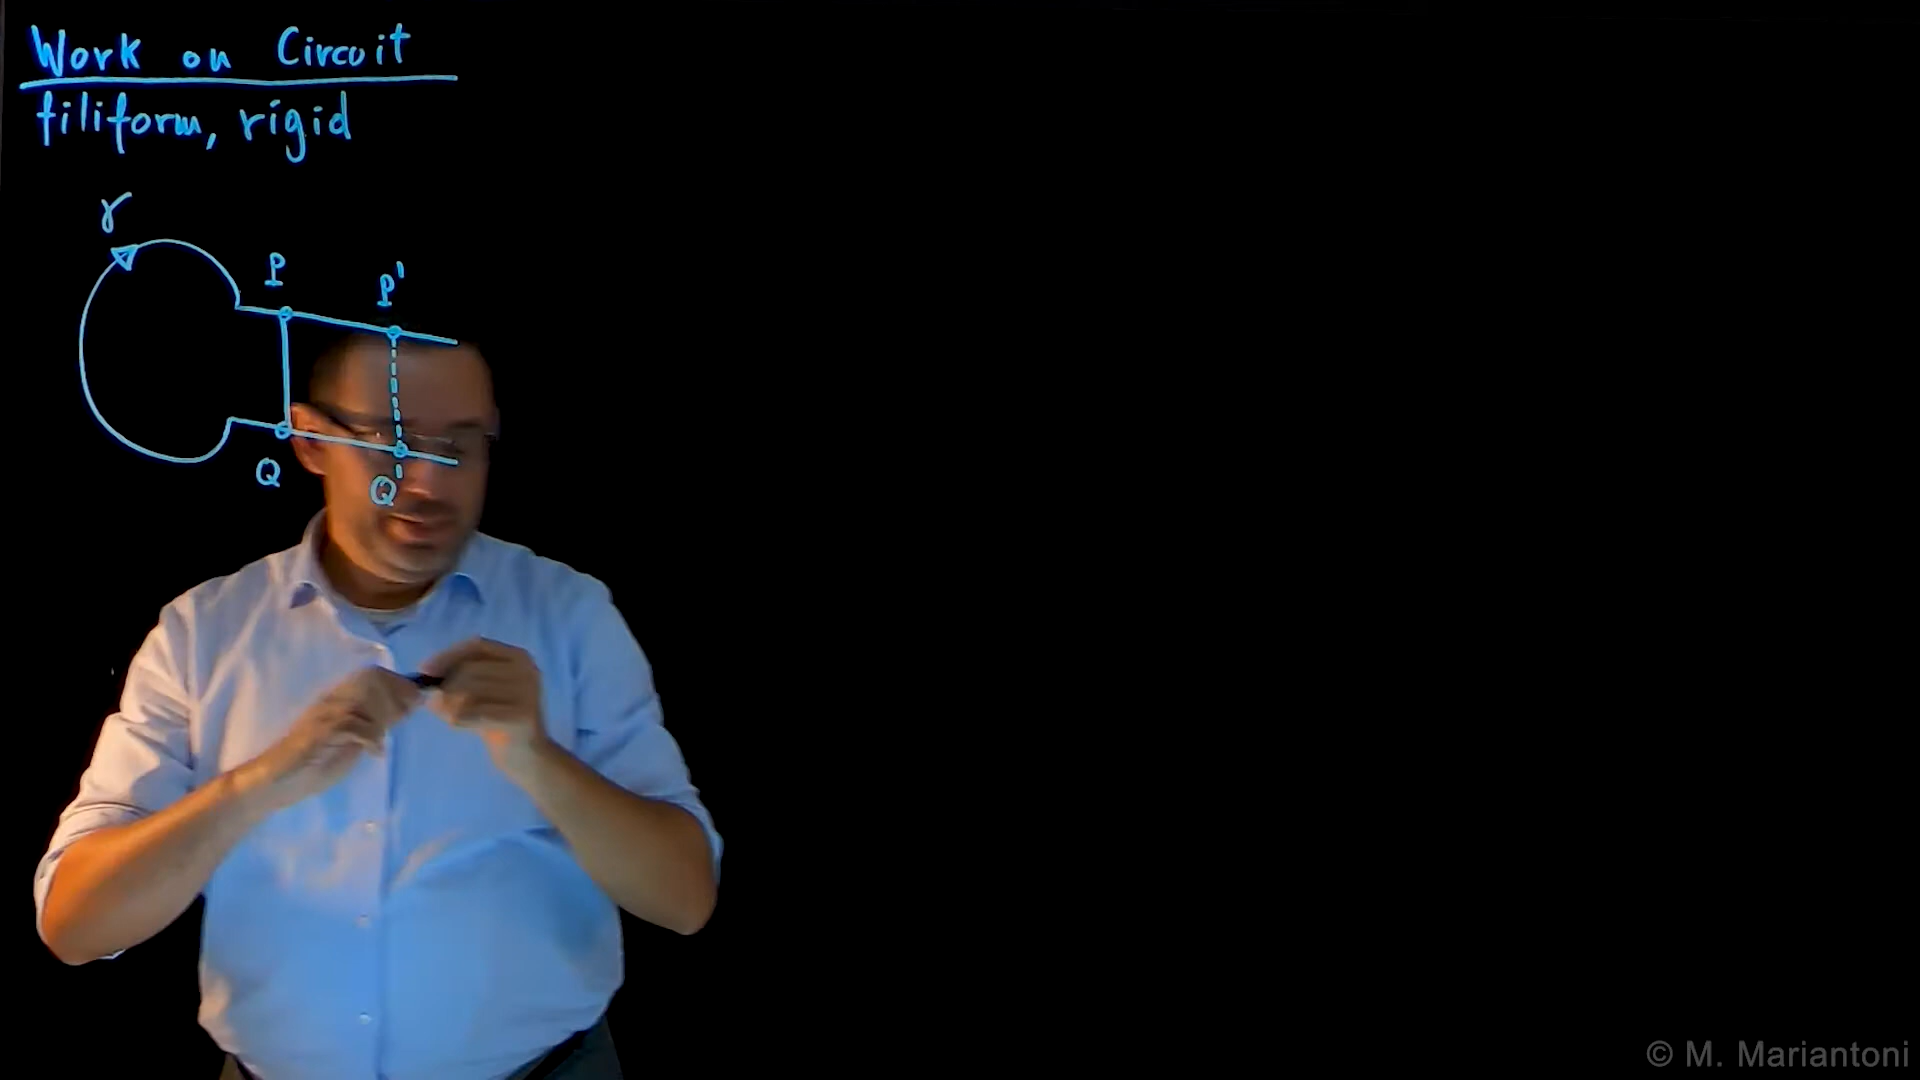 Work on Circuit
filiform, rigid
γ
P P'
Q Q'
© M. Mariantoni